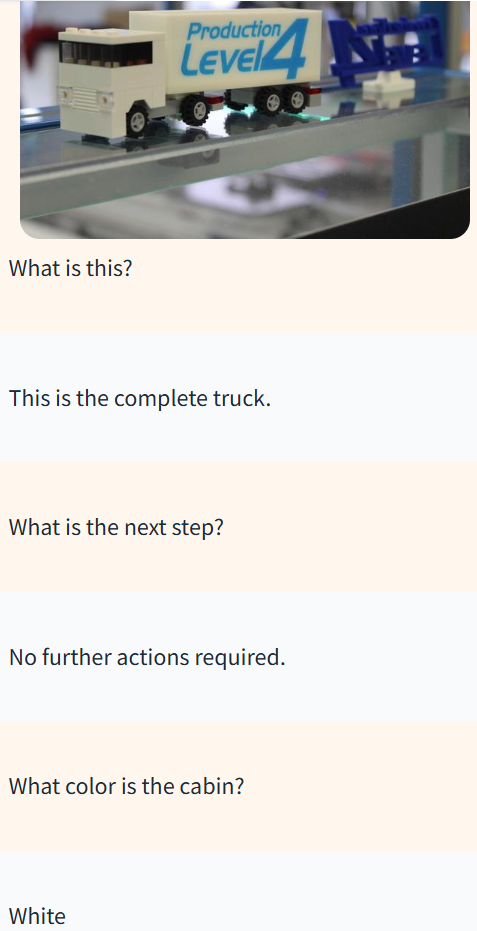 Production
Level4
What is this?
This is the complete truck.
What is the next step?
No further actions required.
What color is the cabin?
White